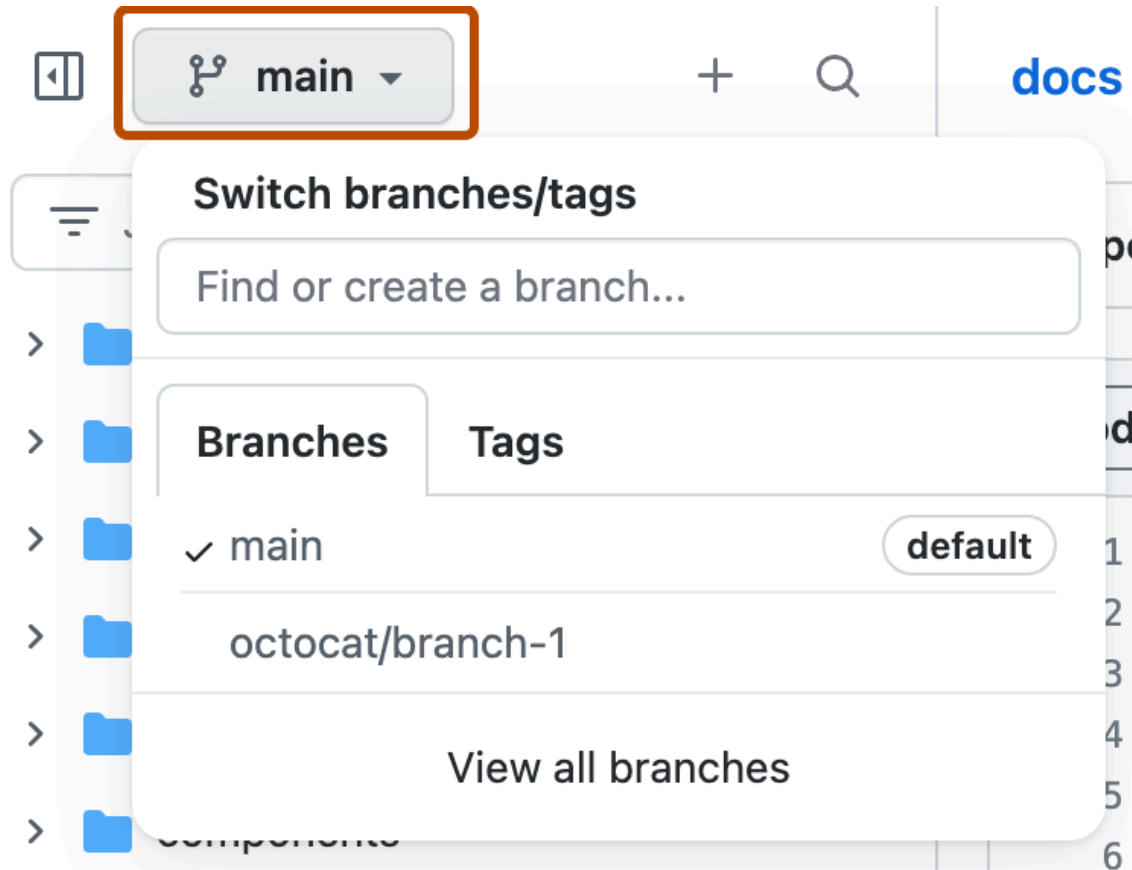 main
docs
Switch branches/tags
Find or create a branch...
Branches
Tags
main
default
octocat/branch-1
View all branches
components
1
2
3
4
5
6